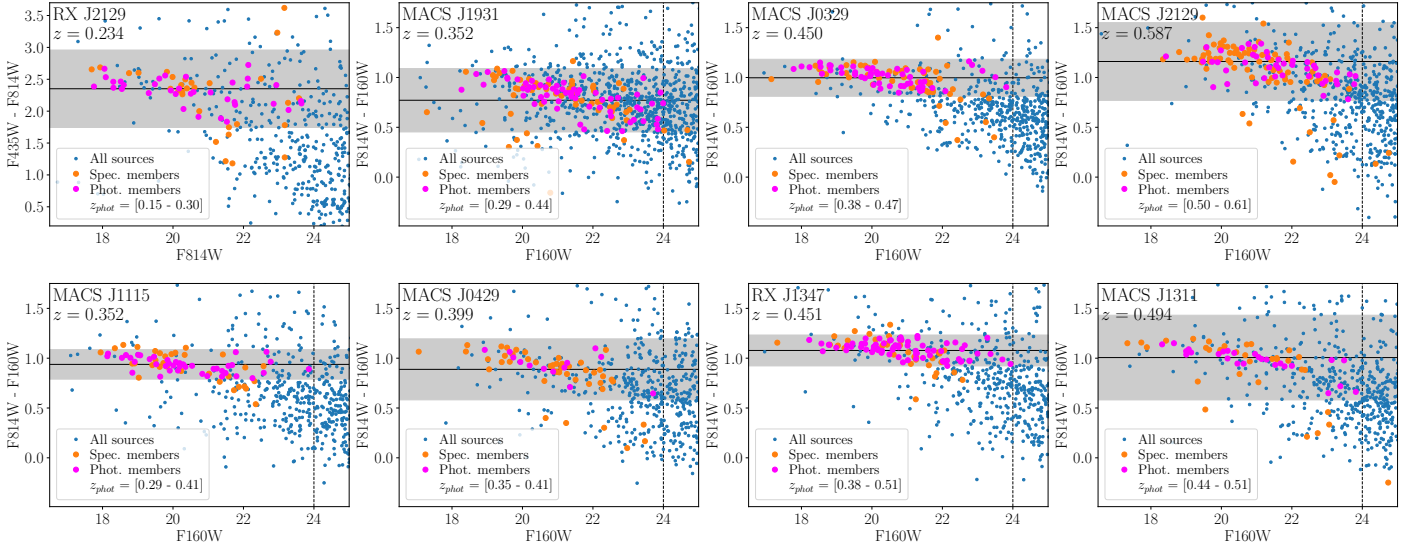 RX J2129
z = 0.234
F435W - F814W
3.5
3.0
2.5
2.0
1.5
1.0
0.5
All sources
Spec. members
Phot. members
z_phot = [0.15 - 0.30]
18 20 22 24
F814W
MACS J1931
z = 0.352
F814W - F160W
1.5
1.0
0.5
0.0
All sources
Spec. members
Phot. members
z_phot = [0.29 - 0.44]
18 20 22 24
F160W
MACS J0329
z = 0.450
F814W - F160W
1.5
1.0
0.5
0.0
All sources
Spec. members
Phot. members
z_phot = [0.38 - 0.47]
18 20 22 24
F160W
MACS J2129
z = 0.587
F814W - F160W
1.5
1.0
0.5
0.0
All sources
Spec. members
Phot. members
z_phot = [0.50 - 0.61]
18 20 22 24
F160W
MACS J1115
z = 0.352
F814W - F160W
1.5
1.0
0.5
0.0
All sources
Spec. members
Phot. members
z_phot = [0.29 - 0.41]
18 20 22 24
F160W
MACS J0429
z = 0.399
F814W - F160W
1.5
1.0
0.5
0.0
All sources
Spec. members
Phot. members
z_phot = [0.35 - 0.41]
18 20 22 24
F160W
RX J1347
z = 0.451
F814W - F160W
1.5
1.0
0.5
0.0
All sources
Spec. members
Phot. members
z_phot = [0.38 - 0.51]
18 20 22 24
F160W
MACS J1311
z = 0.494
F814W - F160W
1.5
1.0
0.5
0.0
All sources
Spec. members
Phot. members
z_phot = [0.44 - 0.51]
18 20 22 24
F160W